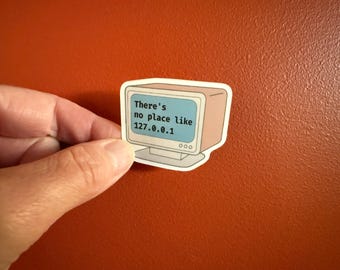 There's
no place like
127.0.0.1